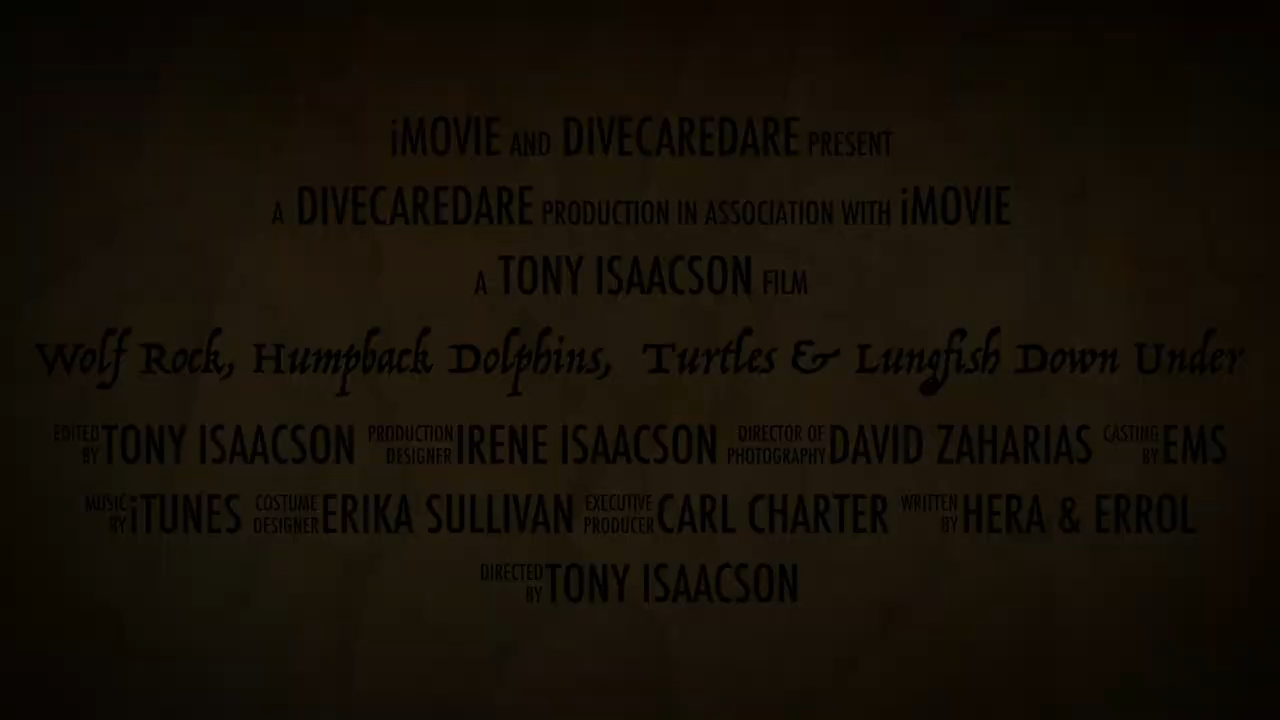 iMOVIE AND DIVECAREDARE PRESENT
A DIVECAREDARE PRODUCTION IN ASSOCIATION WITH iMOVIE
A TONY ISAACSON FILM
Wolf Rock, Humpback Dolphins, Turtles & Lungfish Down Under
EDITED BY TONY ISAACSON PRODUCTION DESIGNER IRENE ISAACSON DIRECTOR OF PHOTOGRAPHY DAVID ZAHARIAS CASTING BY EMS
MUSIC BY iTUNES COSTUME DESIGNER ERIKA SULLIVAN EXECUTIVE PRODUCER CARL CHARTER WRITTEN BY HERA & ERROL
DIRECTED BY TONY ISAACSON